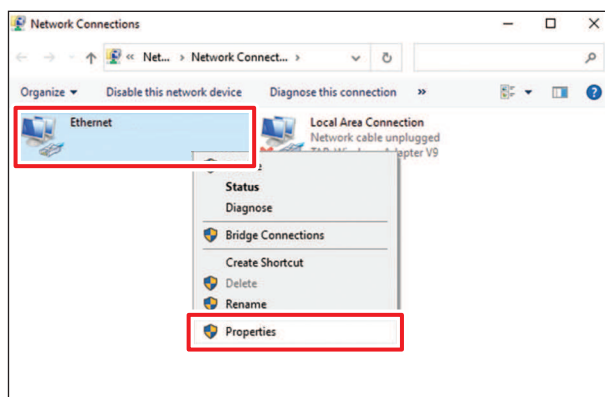 Network Connections
« Net... › Network Connect... ›
Organize Disable this network device Diagnose this connection »
Ethernet
Local Area Connection
Network cable unplugged
Status
Diagnose
Bridge Connections
Create Shortcut
Delete
Rename
Properties